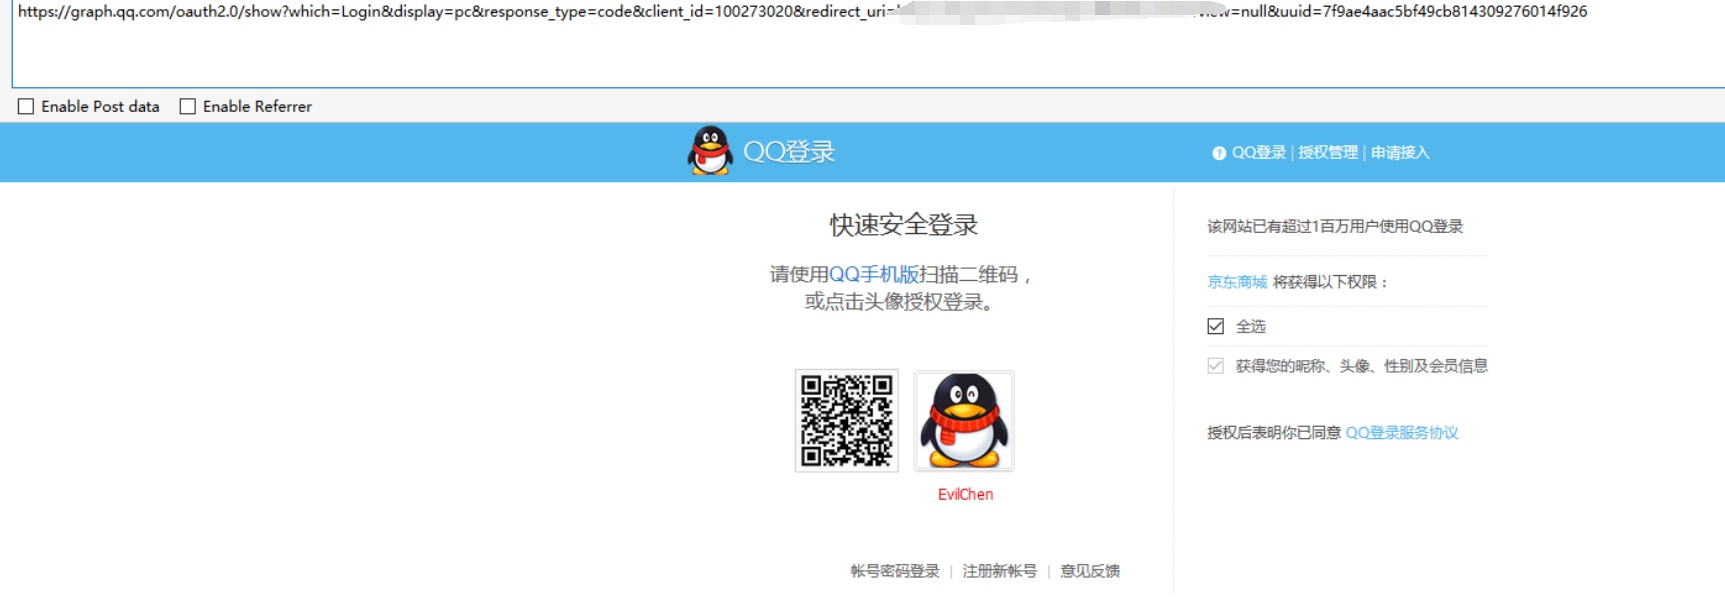 https://graph.qq.com/oauth2.0/show?which=Login&display=pc&response_type=code&client_id=100273020&redirect_uri= view=null&uuid=7f9ae4aac5bf49cb814309276014f926
Enable Post data Enable Referrer
QQ登录 QQ登录 | 授权管理 | 申请接入
快速安全登录
请使用QQ手机版扫描二维码，
或点击头像授权登录。
EvilChen
帐号密码登录 | 注册新帐号 | 意见反馈
该网站已有超过1百万用户使用QQ登录
京东商城 将获得以下权限：
全选
获得您的昵称、头像、性别及会员信息
授权后表明你已同意 QQ登录服务协议